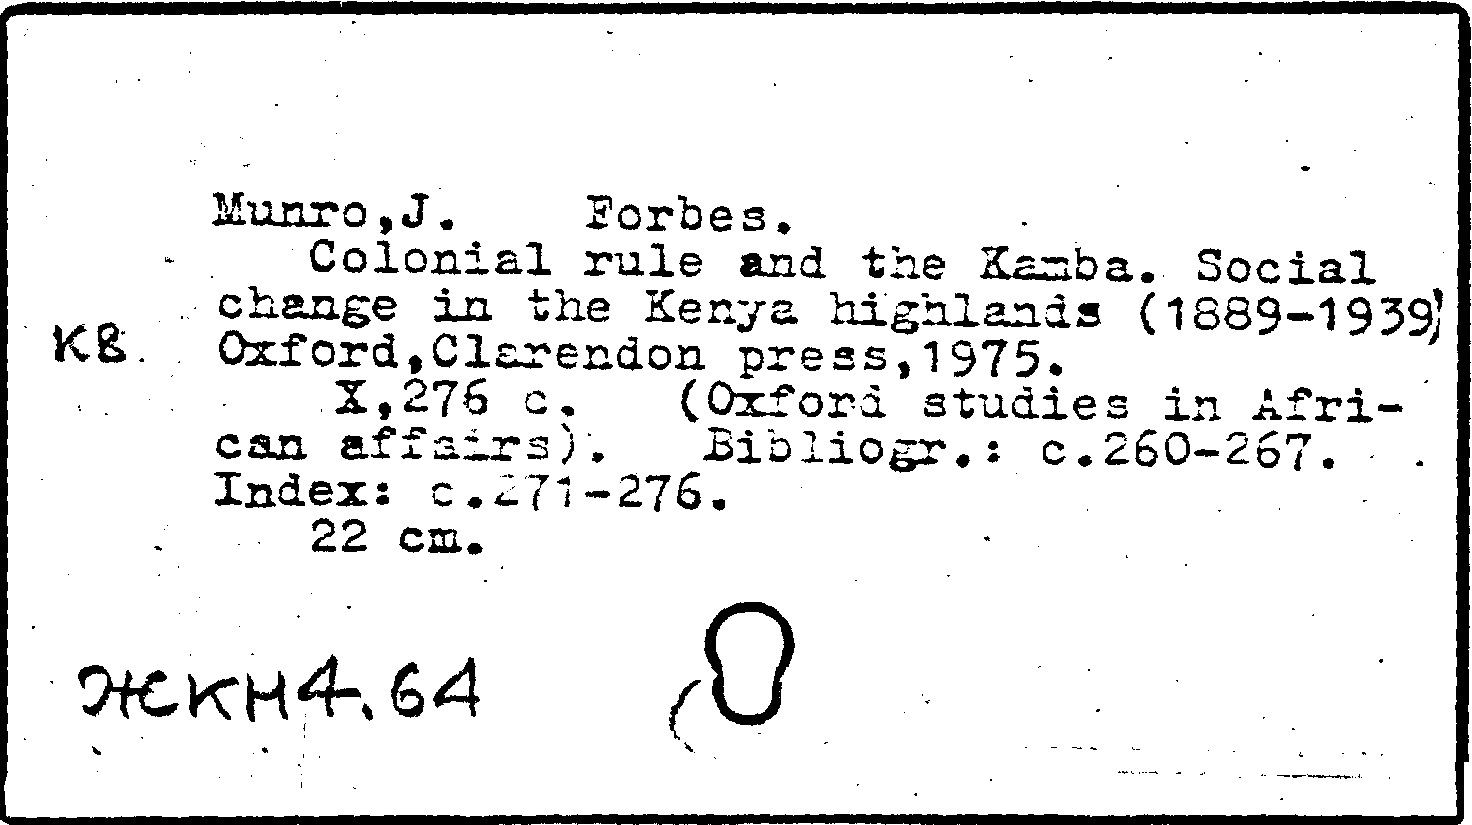 Munro,J. Forbes.
Colonial rule and the Kamba. Social
change in the Kenya highlands (1889-1939)
KB Oxford,Clarendon press,1975.
X,276 c. (Oxford studies in Afri-
can affairs). Bibliogr.: c.260-267.
Index: c.271-276.
22 cm.
ЖКН4.64